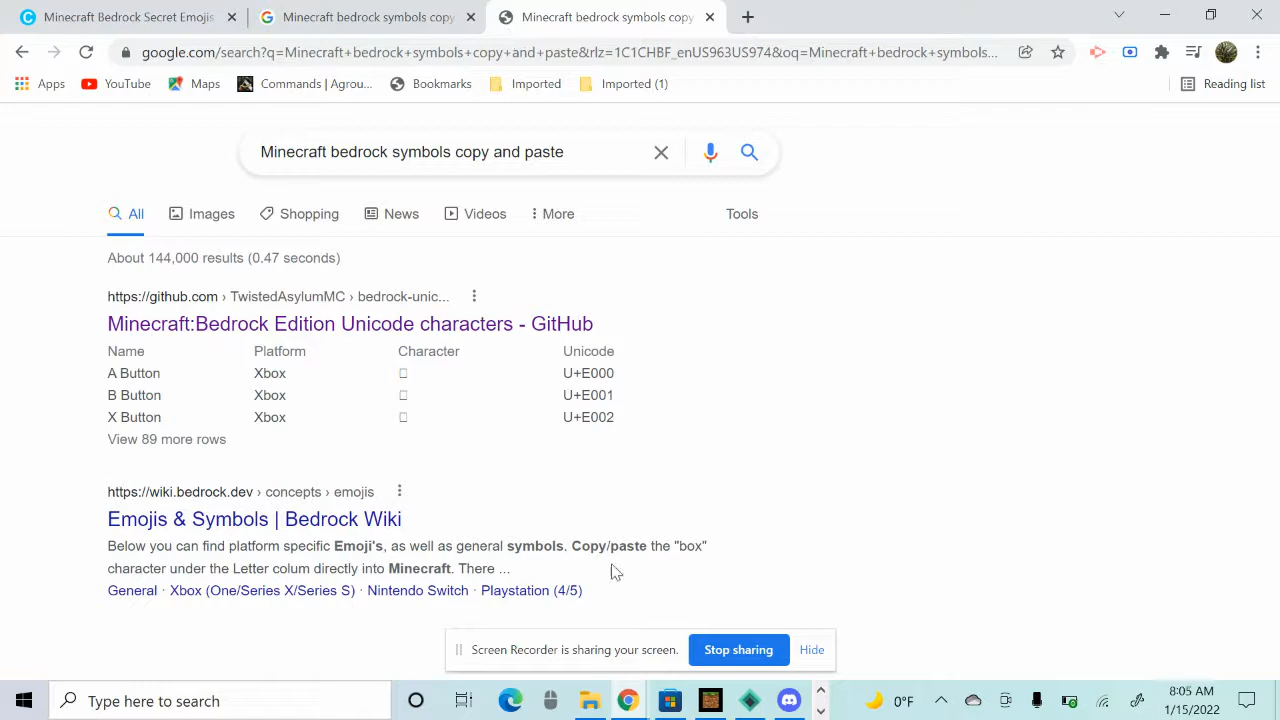 Minecraft Bedrock Secret Emojis
Minecraft bedrock symbols copy
Minecraft bedrock symbols copy
google.com/search?q=Minecraft+bedrock+symbols+copy+and+paste&rlz=1C1CHBF_enUS963US974&oq=Minecraft+bedrock+symbols...
Apps
YouTube
Maps
Commands | Agrou...
Bookmarks
Imported
Imported (1)
Reading list
Minecraft bedrock symbols copy and paste
All
Images
Shopping
News
Videos
More
Tools
About 144,000 results (0.47 seconds)
https://github.com › TwistedAsylumMC › bedrock-unic...
Minecraft:Bedrock Edition Unicode characters - GitHub
Name Platform Character Unicode
A Button Xbox □ U+E000
B Button Xbox □ U+E001
X Button Xbox □ U+E002
View 89 more rows
https://wiki.bedrock.dev › concepts › emojis
Emojis & Symbols | Bedrock Wiki
Below you can find platform specific Emoji's, as well as general symbols. Copy/paste the "box"
character under the Letter colum directly into Minecraft. There ...
General · Xbox (One/Series X/Series S) · Nintendo Switch · Playstation (4/5)
Screen Recorder is sharing your screen.
Stop sharing
Hide
Type here to search
0°F
8:05 AM
1/15/2022